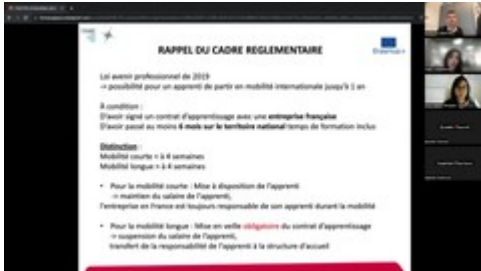 RAPPEL DU CADRE REGLEMENTAIRE
Erasmus+
Loi avenir professionnel de 2019
-> possibilité pour un apprenti de partir en mobilité internationale jusqu'à 1 an
À condition :
D'avoir signé un contrat d'apprentissage avec une entreprise française
D'avoir passé au moins 6 mois sur le territoire national temps de formation inclus
Distinction :
Mobilité courte = à 4 semaines
Mobilité longue = à 4 semaines
• Pour la mobilité courte : Mise à disposition de l'apprenti
-> maintien du salaire de l'apprenti,
l'entreprise en France est toujours responsable de son apprenti durant la mobilité
• Pour la mobilité longue : Mise en veille obligatoire du contrat d'apprentissage
-> suspension du salaire de l'apprenti,
transfert de la responsabilité de l'apprenti à la structure d'accueil